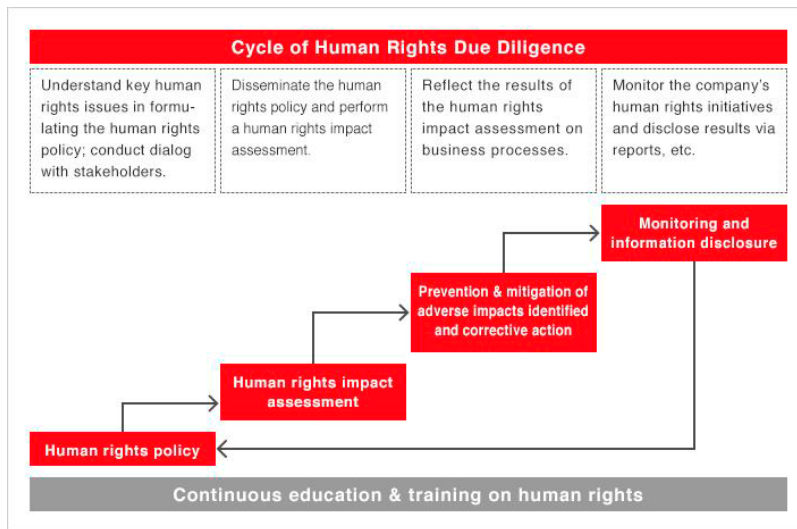 Cycle of Human Rights Due Diligence
Understand key human
rights issues in formu-
lating the human rights
policy; conduct dialog
with stakeholders.
Disseminate the human
rights policy and perform
a human rights impact
assessment.
Reflect the results of
the human rights
impact assessment on
business processes.
Monitor the company's
human rights initiatives
and disclose results via
reports, etc.
Monitoring and
information disclosure
Prevention & mitigation of
adverse impacts identified
and corrective action
Human rights impact
assessment
Human rights policy
Continuous education & training on human rights